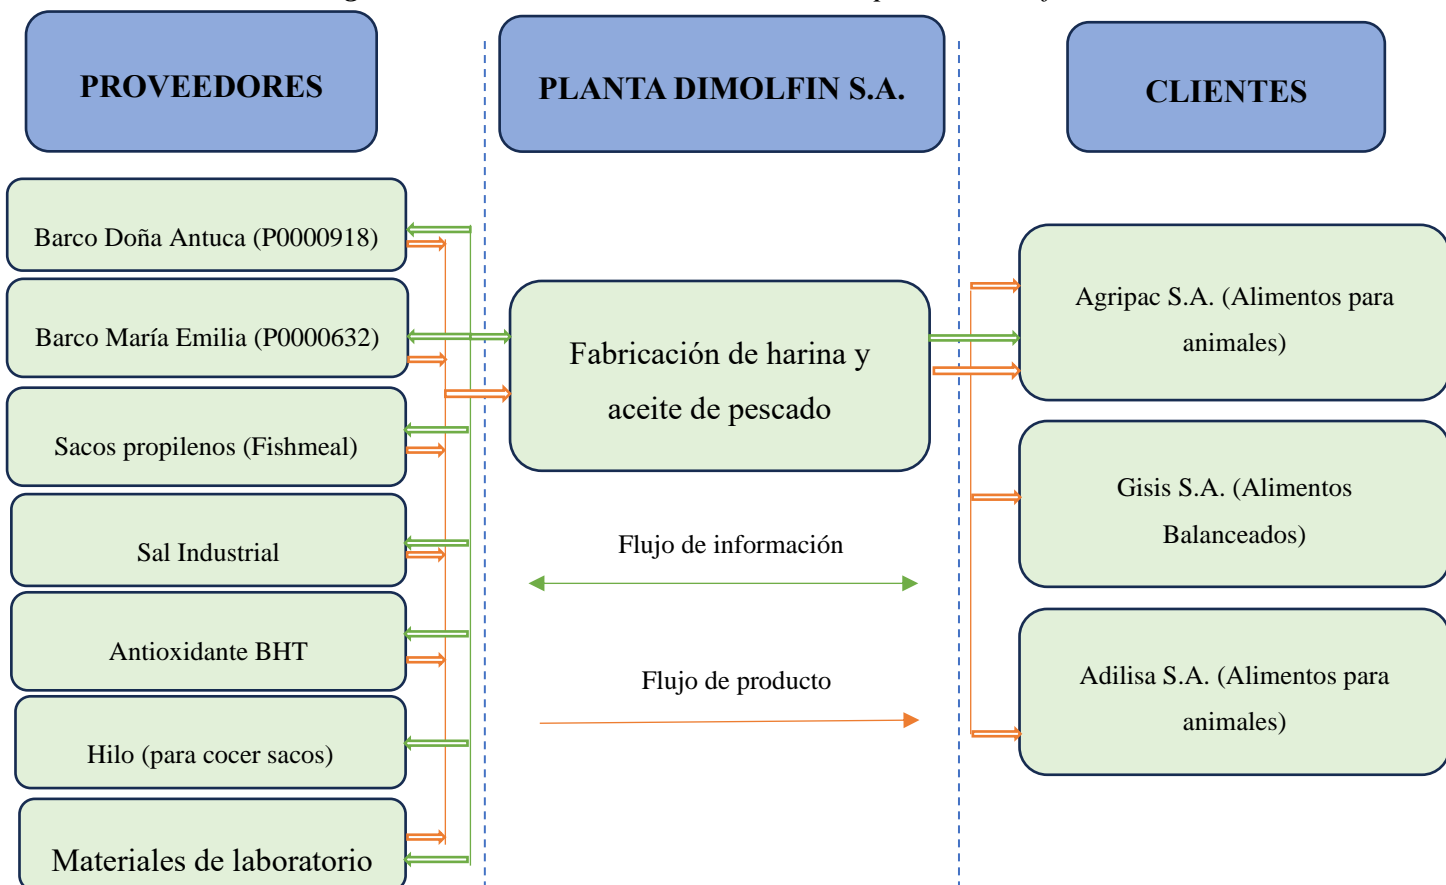 PROVEEDORES
PLANTA DIMOLFIN S.A.
CLIENTES
Barco Doña Antuca (P0000918)
Barco María Emilia (P0000632)
Sacos propilenos (Fishmeal)
Sal Industrial
Antioxidante BHT
Hilo (para cocer sacos)
Materiales de laboratorio
Fabricación de harina y
aceite de pescado
Flujo de información
Flujo de producto
Agripac S.A. (Alimentos para
animales)
Gisis S.A. (Alimentos
Balanceados)
Adilisa S.A. (Alimentos para
animales)